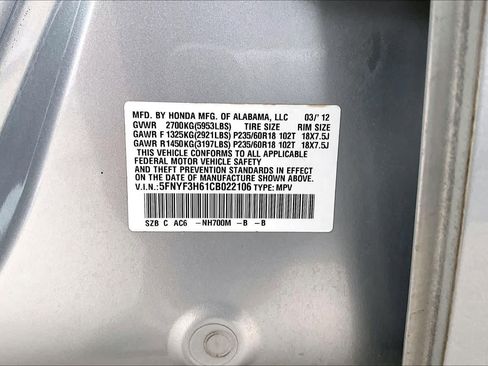 MFD. BY HONDA MFG. OF ALABAMA, LLC 03/'12
GVWR 2700KG(5953LBS) TIRE SIZE RIM SIZE
GAWR F 1325KG(2921LBS) P235/60R18 102T 18X7.5J
GAWR R1450KG(3197LBS) P235/60R18 102T 18X7.5J
THIS VEHICLE CONFORMS TO ALL APPLICABLE
FEDERAL MOTOR VEHICLE SAFETY AND
THEFT PREVENTION STANDARDS IN EFFECT
ON THE DATE OF MANUFACTURE SHOWN ABOVE.
V.I.N.: 5FNYF3H61CB022106 TYPE: MPV
SZB C AC6 –NH700M –B –B